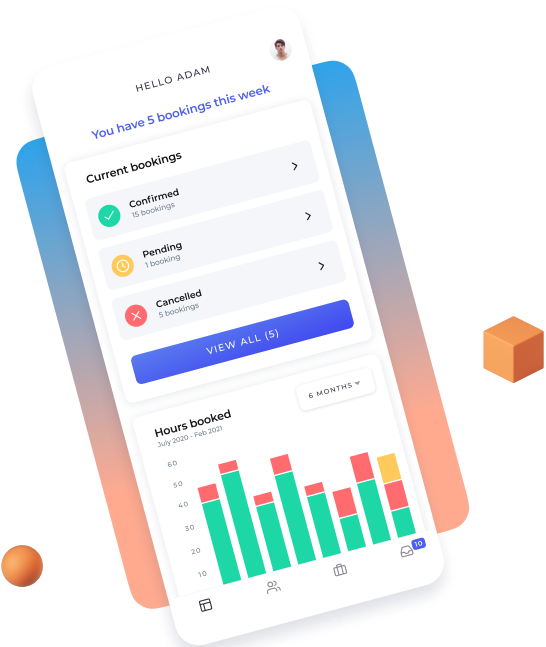 HELLO ADAM
You have 5 bookings this week
Current bookings
Confirmed
15 bookings
Pending
1 booking
Cancelled
5 bookings
VIEW ALL (5)
Hours booked
6 MONTHS
July 2020 - Feb 2021
60
50
40
30
20
10
10